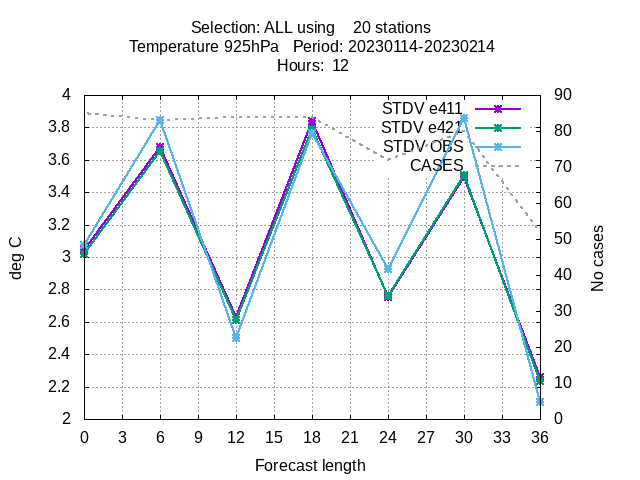 Selection: ALL using    20 stations
Temperature 925hPa   Period: 20230114-20230214
Hours:  12
4 90
STDV e411
3.8 80
STDV e421
STDV OBS
3.6 70
CASES
3.4 60
3.2 50
deg C
No cases
3 40
2.8
2.6 30
2.4 20
2.2 10
2 0
0 3 6 9 12 15 18 21 24 27 30 33 36
Forecast length